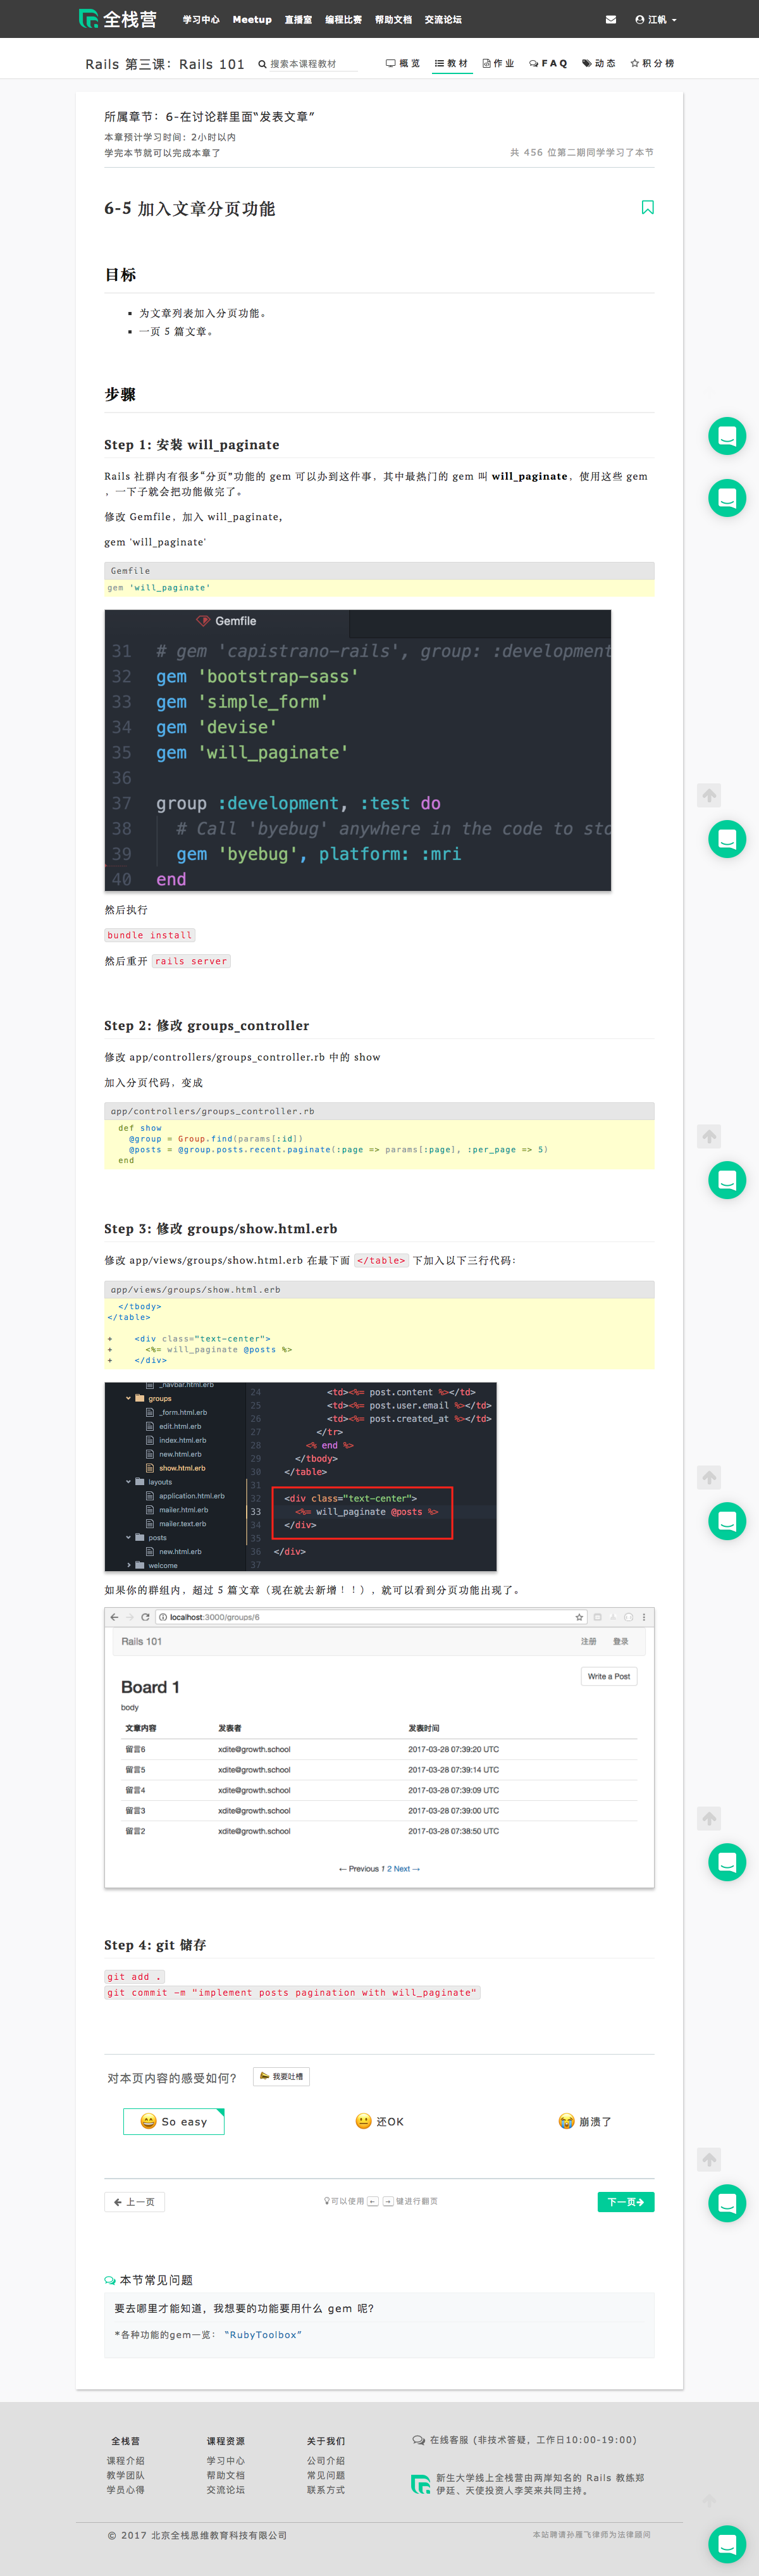 全栈营 学习中心 Meetup 直播室 编程比赛 帮助文档 交流论坛 江帆
Rails 第三课：Rails 101 搜索本课程教材 概览 教材 作业 FAQ 动态 积分榜
所属章节：6-在讨论群里面“发表文章”
本章预计学习时间：2小时以内
学完本节就可以完成本章了 共 456 位第二期同学学习了本节
6-5 加入文章分页功能
目标
为文章列表加入分页功能。
一页 5 篇文章。
步骤
Step 1: 安装 will_paginate
Rails 社群内有很多“分页”功能的 gem 可以办到这件事，其中最热门的 gem 叫 will_paginate，使用这些 gem
，一下子就会把功能做完了。
修改 Gemfile，加入 will_paginate，
gem 'will_paginate'
Gemfile
gem 'will_paginate'
Gemfile
31 # gem 'capistrano-rails', group: :development
32 gem 'bootstrap-sass'
33 gem 'simple_form'
34 gem 'devise'
35 gem 'will_paginate'
36
37 group :development, :test do
38 # Call 'byebug' anywhere in the code to sto
39 gem 'byebug', platform: :mri
40 end
然后执行
bundle install
然后重开 rails server
Step 2: 修改 groups_controller
修改 app/controllers/groups_controller.rb 中的 show
加入分页代码，变成
app/controllers/groups_controller.rb
def show
@group = Group.find(params[:id])
@posts = @group.posts.recent.paginate(:page => params[:page], :per_page => 5)
end
Step 3: 修改 groups/show.html.erb
修改 app/views/groups/show.html.erb 在最下面 </table> 下加入以下三行代码：
app/views/groups/show.html.erb
</tbody>
</table>
+ <div class="text-center">
+ <%= will_paginate @posts %>
+ </div>
_navbar.html.erb
groups
_form.html.erb
edit.html.erb
index.html.erb
new.html.erb
show.html.erb
layouts
application.html.erb
mailer.html.erb
mailer.text.erb
posts
new.html.erb
welcome
24 <td><%= post.content %></td>
25 <td><%= post.user.email %></td>
26 <td><%= post.created_at %></td>
27 </tr>
28 <% end %>
29 </tbody>
30 </table>
31
32 <div class="text-center">
33 <%= will_paginate @posts %>
34 </div>
35
36 </div>
37
如果你的群组内，超过 5 篇文章（现在就去新增！！），就可以看到分页功能出现了。
localhost:3000/groups/6
Rails 101 注册 登录
Write a Post
Board 1
body
文章内容 发表者 发表时间
留言6 xdite@growth.school 2017-03-28 07:39:20 UTC
留言5 xdite@growth.school 2017-03-28 07:39:14 UTC
留言4 xdite@growth.school 2017-03-28 07:39:09 UTC
留言3 xdite@growth.school 2017-03-28 07:39:00 UTC
留言2 xdite@growth.school 2017-03-28 07:38:50 UTC
← Previous 1 2 Next →
Step 4: git 储存
git add .
git commit -m "implement posts pagination with will_paginate"
对本页内容的感受如何？ 我要吐槽
So easy 还OK 崩溃了
上一页 可以使用 ← → 键进行翻页 下一页
本节常见问题
要去哪里才能知道，我想要的功能要用什么 gem 呢？
*各种功能的gem一览： “RubyToolbox”
全栈营 课程资源 关于我们 在线客服 (非技术答疑，工作日10:00-19:00)
课程介绍 学习中心 公司介绍
教学团队 帮助文档 常见问题 新生大学线上全栈营由两岸知名的 Rails 教练郑
学员心得 交流论坛 联系方式 伊廷、天使投资人李笑来共同主持。
© 2017 北京全栈思维教育科技有限公司 本站聘请孙雁飞律师为法律顾问